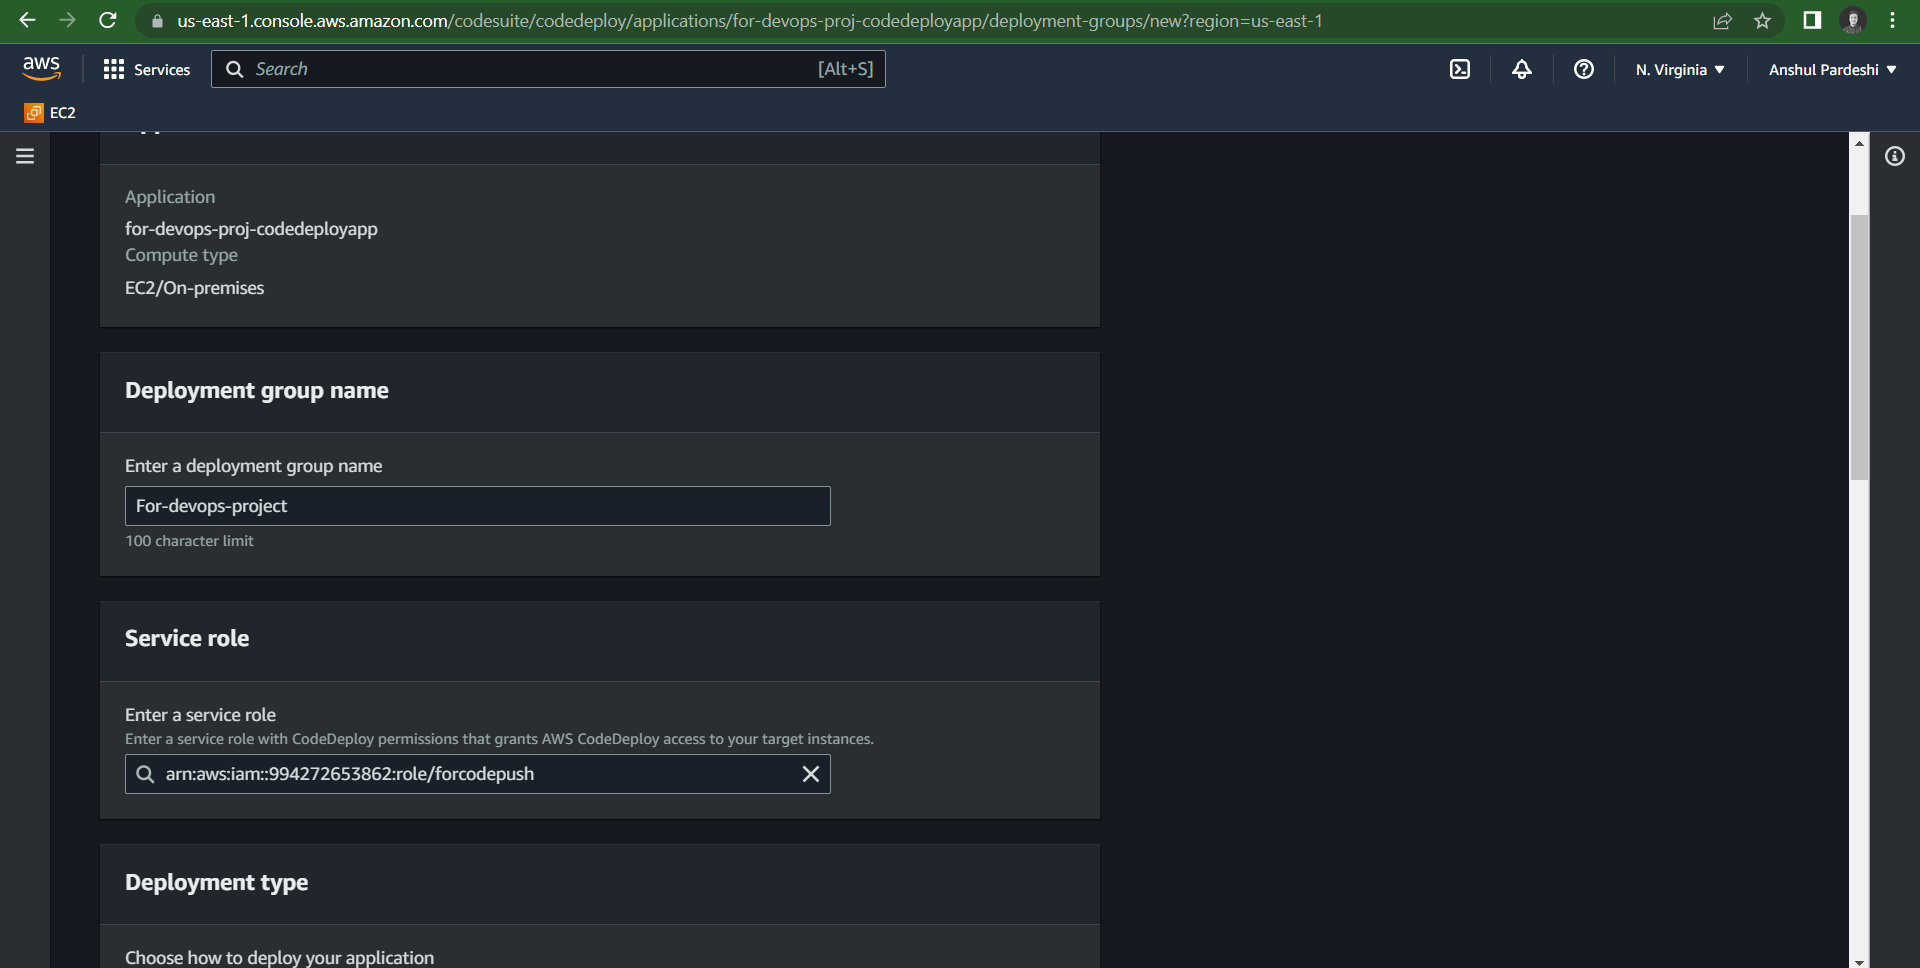 us-east-1.console.aws.amazon.com/codesuite/codedeploy/applications/for-devops-proj-codedeployapp/deployment-groups/new?region=us-east-1
aws
Services
Search
[Alt+S]
N. Virginia
Anshul Pardeshi
EC2
Application
for-devops-proj-codedeployapp
Compute type
EC2/On-premises
Deployment group name
Enter a deployment group name
For-devops-project
100 character limit
Service role
Enter a service role
Enter a service role with CodeDeploy permissions that grants AWS CodeDeploy access to your target instances.
arn:aws:iam::994272653862:role/forcodepush
Deployment type
Choose how to deploy your application